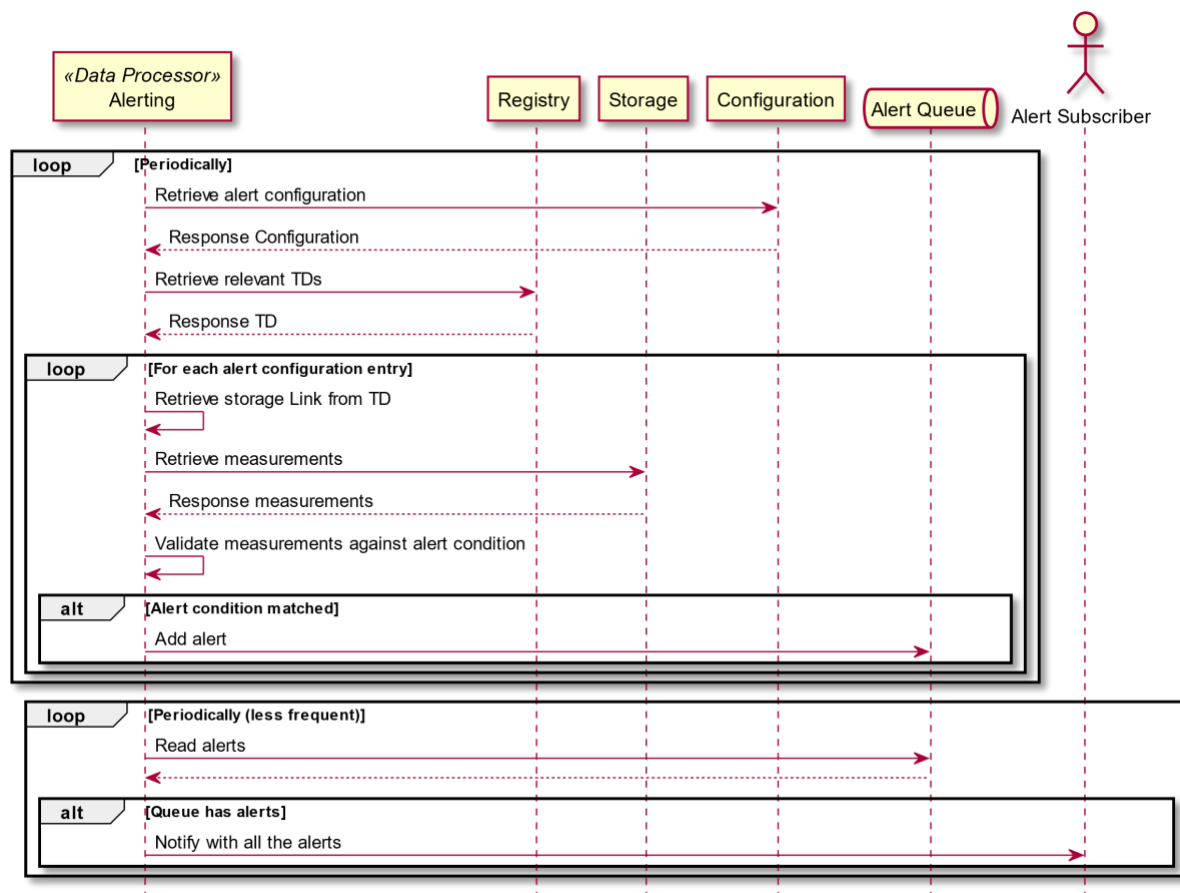 «Data Processor»
Alerting
Registry
Storage
Configuration
Alert Queue
Alert Subscriber
loop
[Periodically]
Retrieve alert configuration
Response Configuration
Retrieve relevant TDs
Response TD
loop
[For each alert configuration entry]
Retrieve storage Link from TD
Retrieve measurements
Response measurements
Validate measurements against alert condition
alt
[Alert condition matched]
Add alert
loop
[Periodically (less frequent)]
Read alerts
alt
[Queue has alerts]
Notify with all the alerts